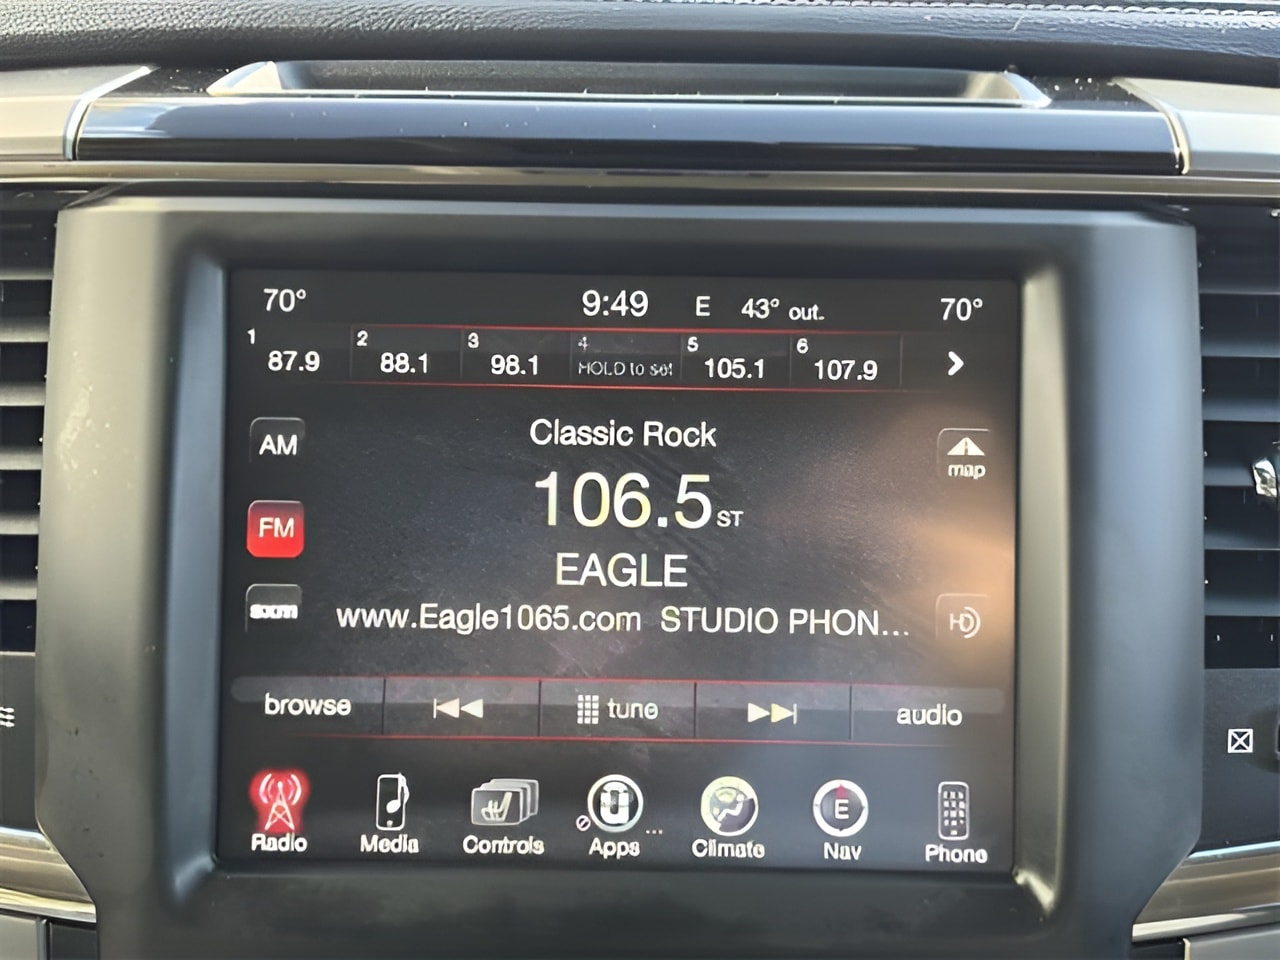 70° 9:49 E 43° out. 70°
1 2 3 4 5 6
87.9 88.1 98.1 HOLD to set 105.1 107.9
Classic Rock
AM
map
106.5 ST
FM
EAGLE
sxm www.Eagle1065.com STUDIO PHON... HD
browse tune audio
E
Radio Media Controls Apps ... Climate Nav Phone